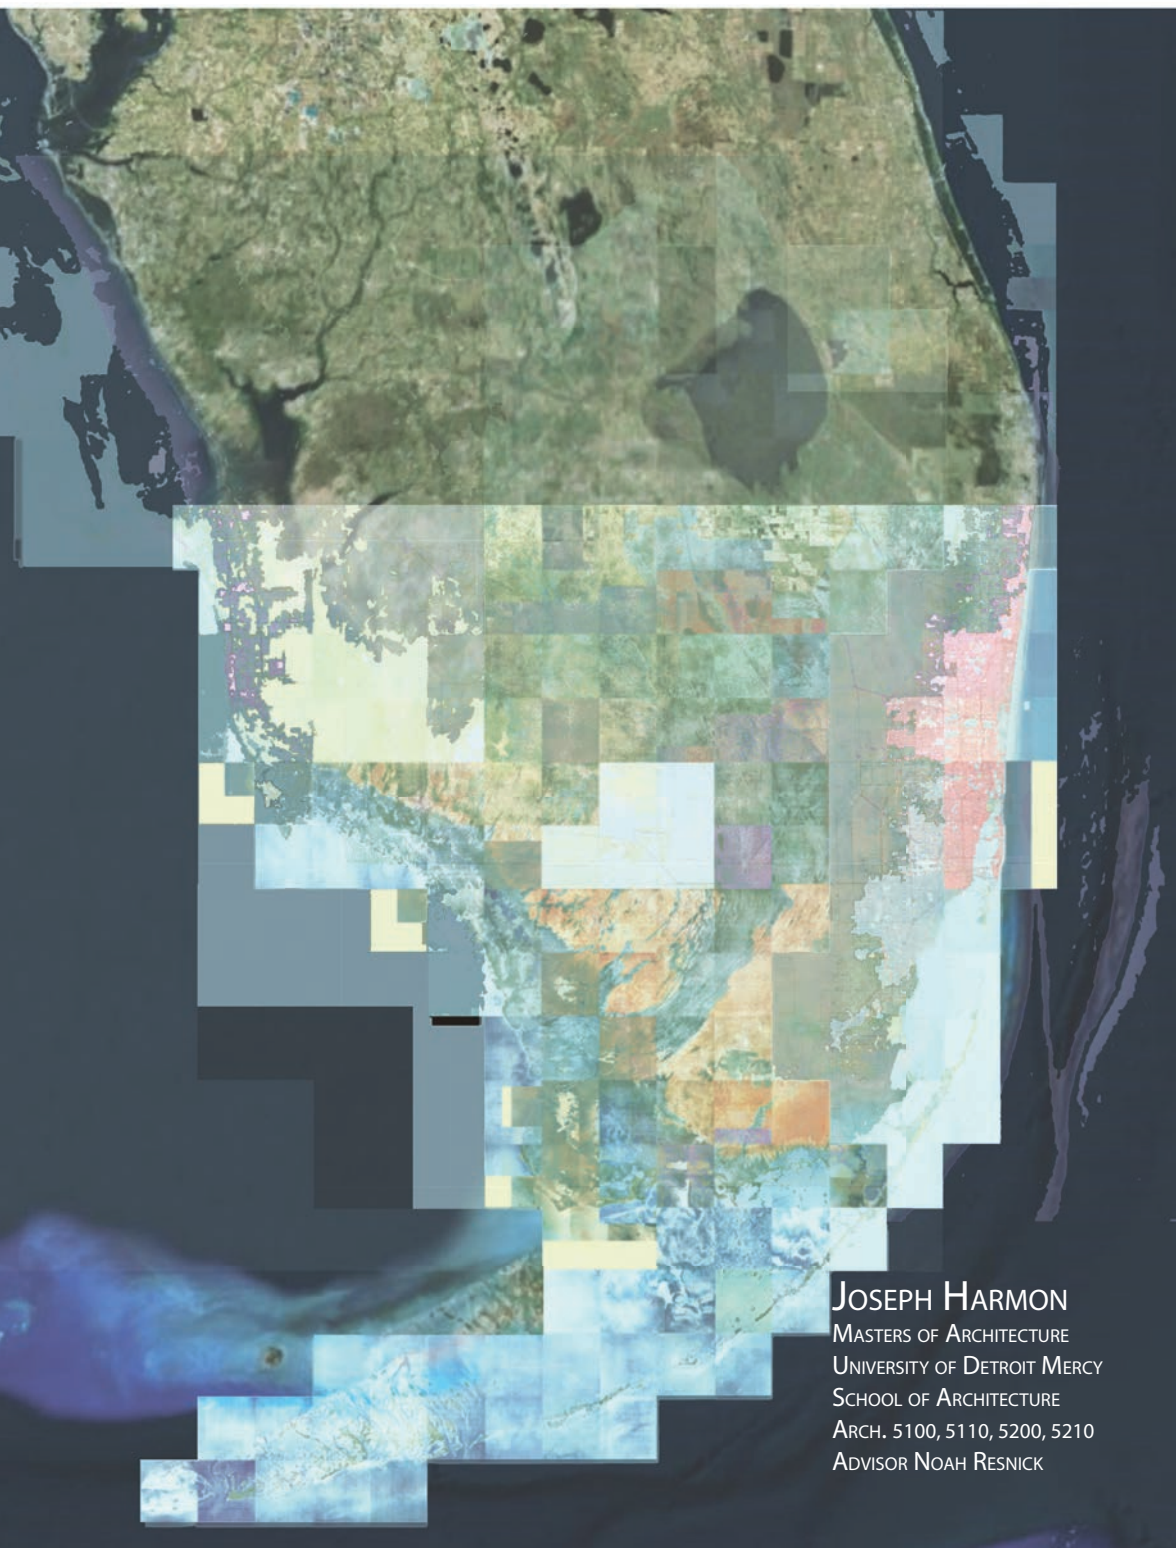 Joseph Harmon
Masters of Architecture
University of Detroit Mercy
School of Architecture
Arch. 5100, 5110, 5200, 5210
Advisor Noah Resnick